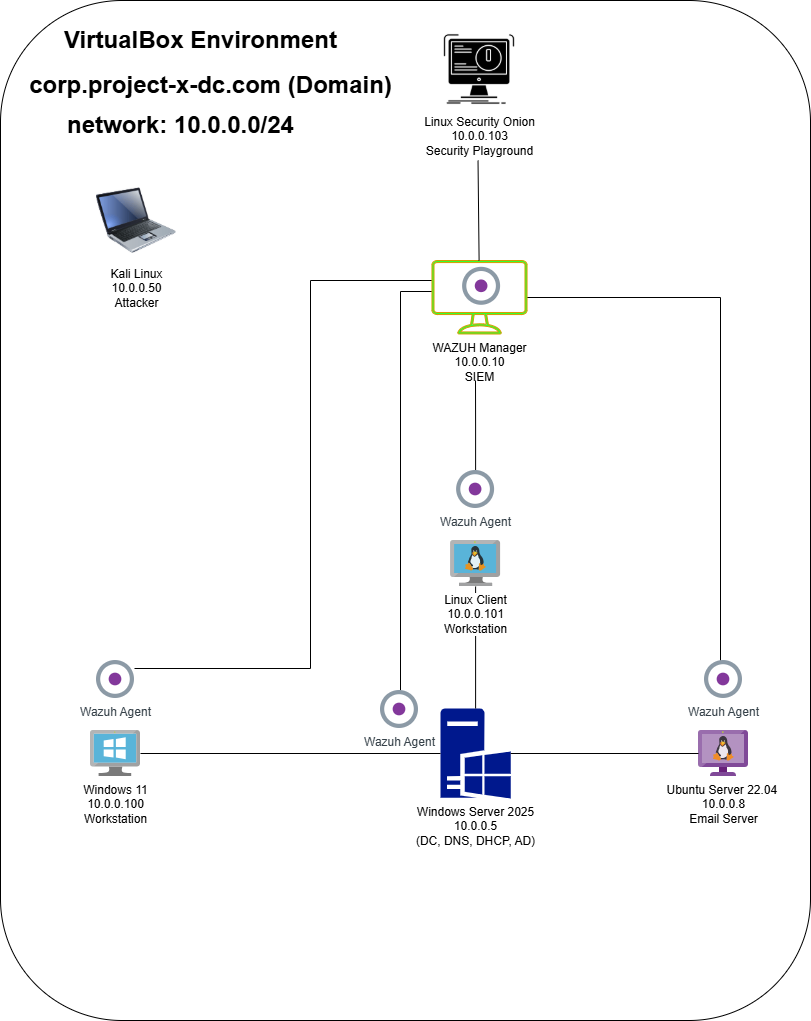 VirtualBox Environment
corp.project-x-dc.com (Domain)
network: 10.0.0.0/24
Linux Security Onion
10.0.0.103
Security Playground
Kali Linux
10.0.0.50
Attacker
WAZUH Manager
10.0.0.10
SIEM
Wazuh Agent
Linux Client
10.0.0.101
Workstation
Wazuh Agent
Windows 11
10.0.0.100
Workstation
Wazuh Agent
Windows Server 2025
10.0.0.5
(DC, DNS, DHCP, AD)
Wazuh Agent
Ubuntu Server 22.04
10.0.0.8
Email Server